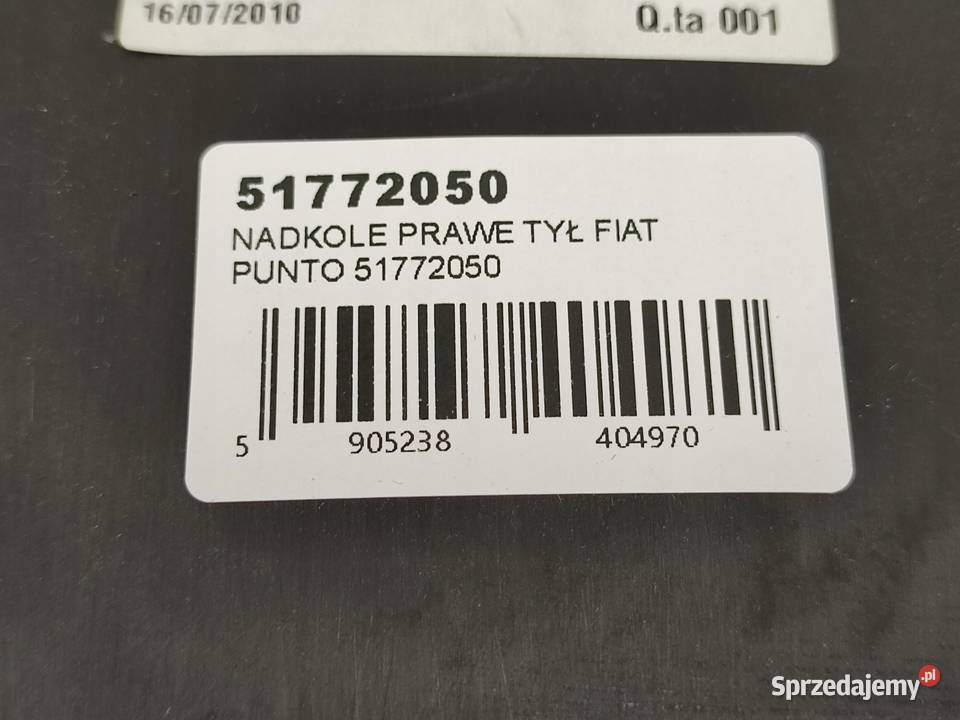 16/07/2010 Q.ta 001
51772050
NADKOLE PRAWE TYŁ FIAT
PUNTO 51772050
5 905238 404970
Sprzedajemy.pl